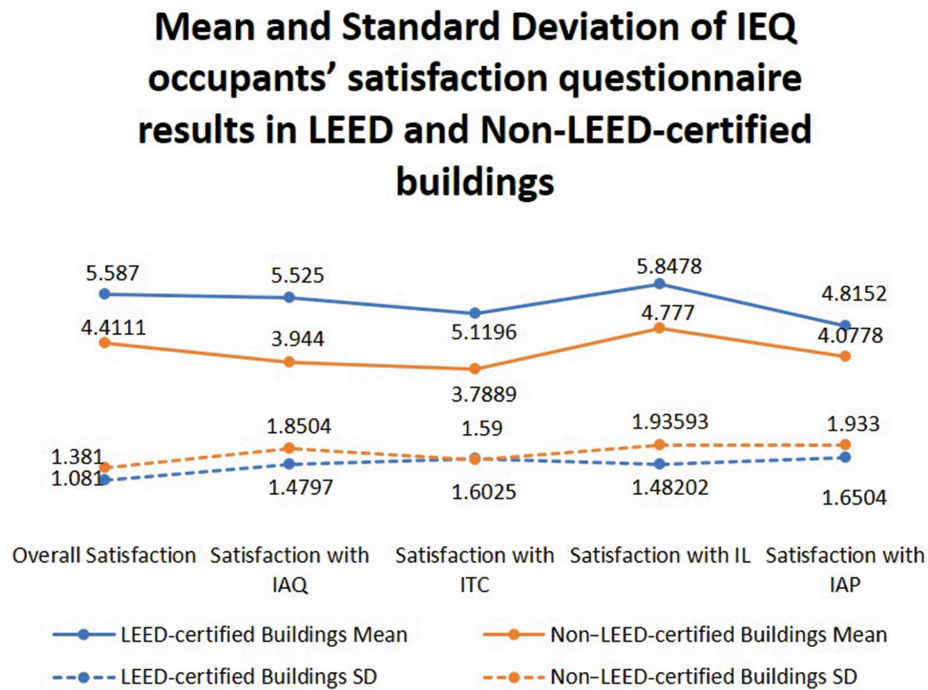 Mean and Standard Deviation of IEQ
occupants’ satisfaction questionnaire
results in LEED and Non-LEED-certified
buildings
5.587
5.525
5.1196
5.8478
4.8152
4.4111
3.944
3.7889
4.777
4.0778
1.381
1.8504
1.59
1.93593
1.933
1.081
1.4797
1.6025
1.48202
1.6504
Overall Satisfaction
Satisfaction with
IAQ
Satisfaction with
ITC
Satisfaction with IL
Satisfaction with
IAP
LEED-certified Buildings Mean
Non–LEED-certified Buildings Mean
LEED-certified Buildings SD
Non-LEED-certified Buildings SD